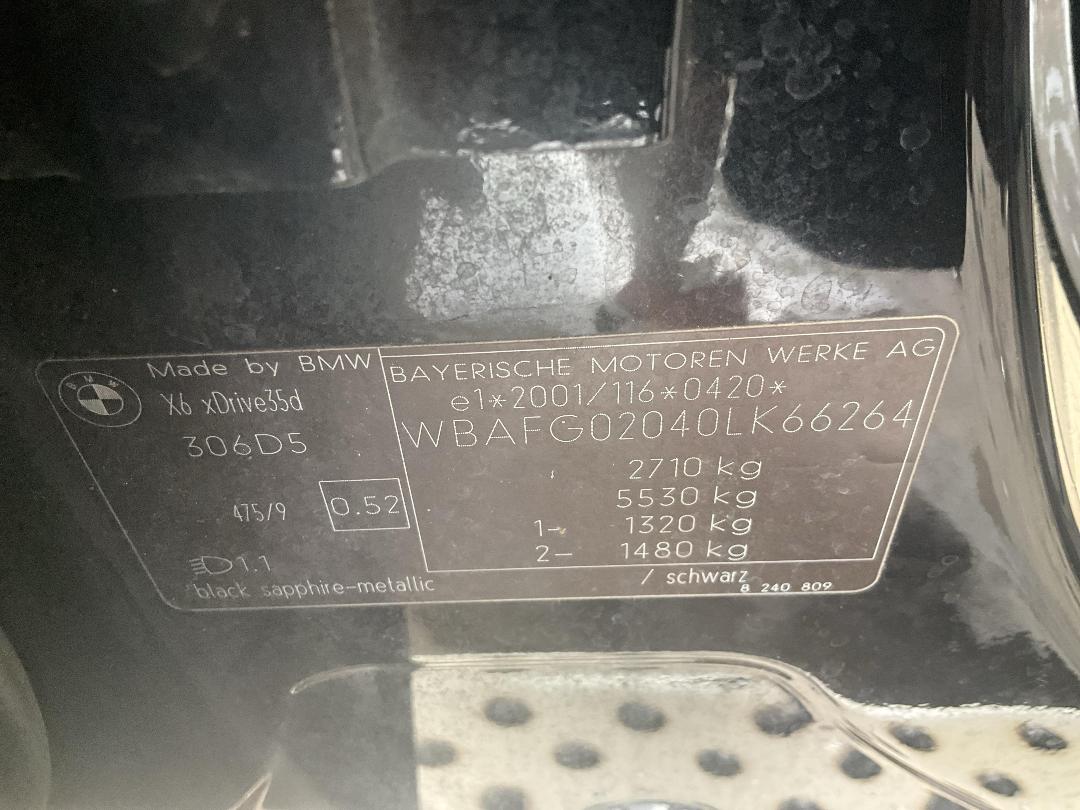 BMW
Made by BMW
X6 xDrive35d
306D5
475/9
0.52
1.1
black sapphire-metallic
BAYERISCHE MOTOREN WERKE AG
e1*2001/116*0420*
WBAFG02040LK66264
2710 kg
5530 kg
1- 1320 kg
2- 1480 kg
/ schwarz
8 240 809